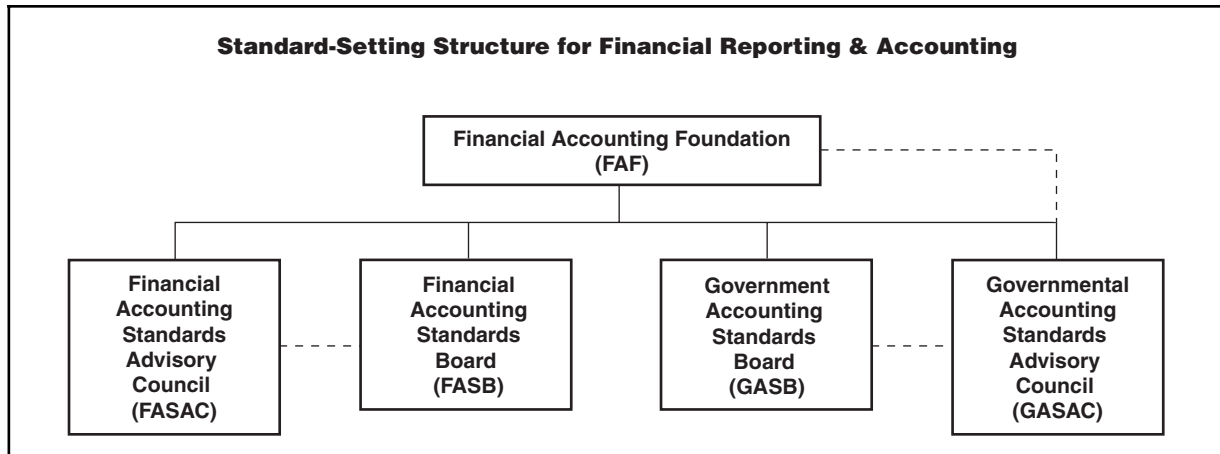 Standard-Setting Structure for Financial Reporting & Accounting
Financial Accounting Foundation
(FAF)
Financial
Accounting
Standards
Advisory
Council
(FASAC)
Financial
Accounting
Standards
Board
(FASB)
Government
Accounting
Standards
Board
(GASB)
Governmental
Accounting
Standards
Advisory
Council
(GASAC)